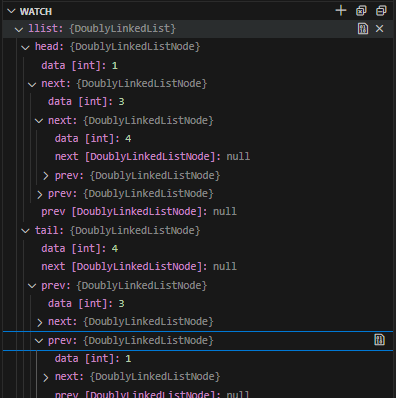 WATCH
llist: {DoublyLinkedList}
head: {DoublyLinkedListNode}
data [int]: 1
next: {DoublyLinkedListNode}
data [int]: 3
next: {DoublyLinkedListNode}
data [int]: 4
next [DoublyLinkedListNode]: null
prev: {DoublyLinkedListNode}
prev: {DoublyLinkedListNode}
prev [DoublyLinkedListNode]: null
tail: {DoublyLinkedListNode}
data [int]: 4
next [DoublyLinkedListNode]: null
prev: {DoublyLinkedListNode}
data [int]: 3
next: {DoublyLinkedListNode}
prev: {DoublyLinkedListNode}
data [int]: 1
next: {DoublyLinkedListNode}
prev [DoublyLinkedListNode]: null